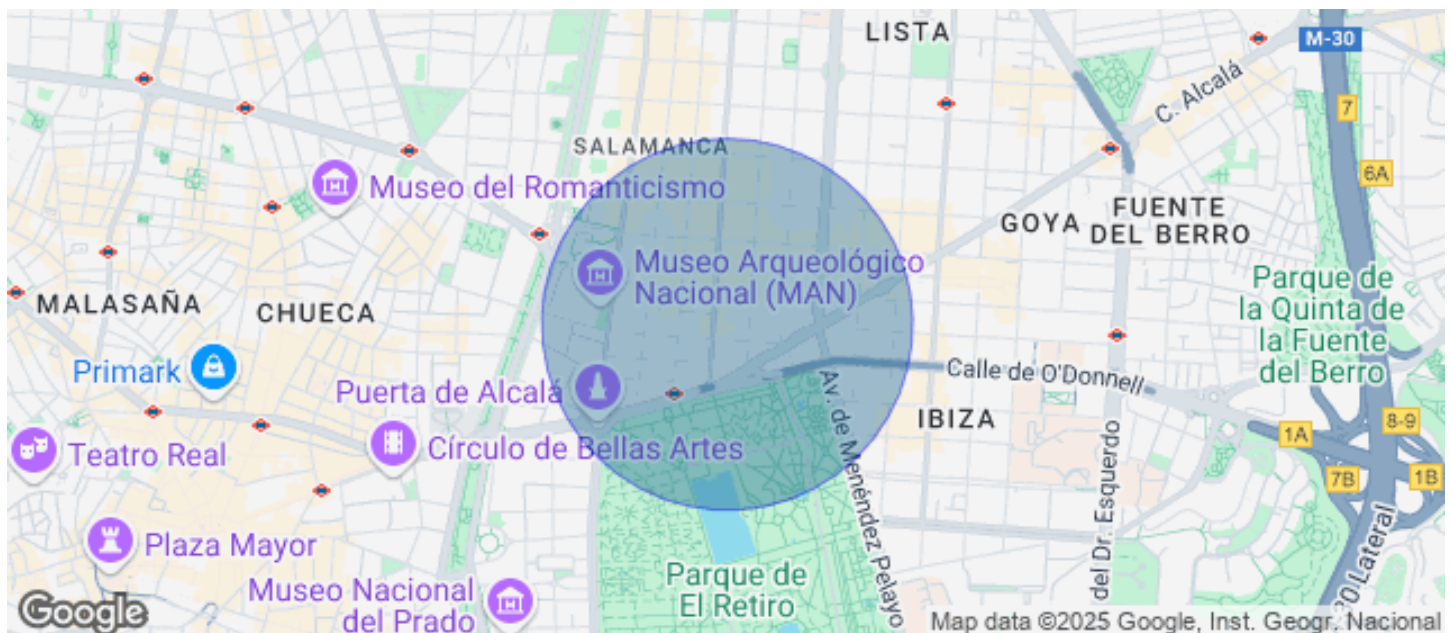 LISTA
M-30
C. Alcalá
7
SALAMANCA
6A
Museo del Romanticismo
GOYA
FUENTE
DEL BERRO
Museo Arqueológico
Nacional (MAN)
MALASAÑA
CHUECA
Parque de
la Quinta de
la Fuente
del Berro
Primark
Puerta de Alcalá
Calle de O'Donnell
Av. de Menéndez Pelayo
IBIZA
8-9
1A
Círculo de Bellas Artes
Teatro Real
7B
1B
del Dr. Esquerdo
Plaza Mayor
30 Lateral
Parque de
El Retiro
Museo Nacional
del Prado
Google
Map data ©2025 Google, Inst. Geogr. Nacional